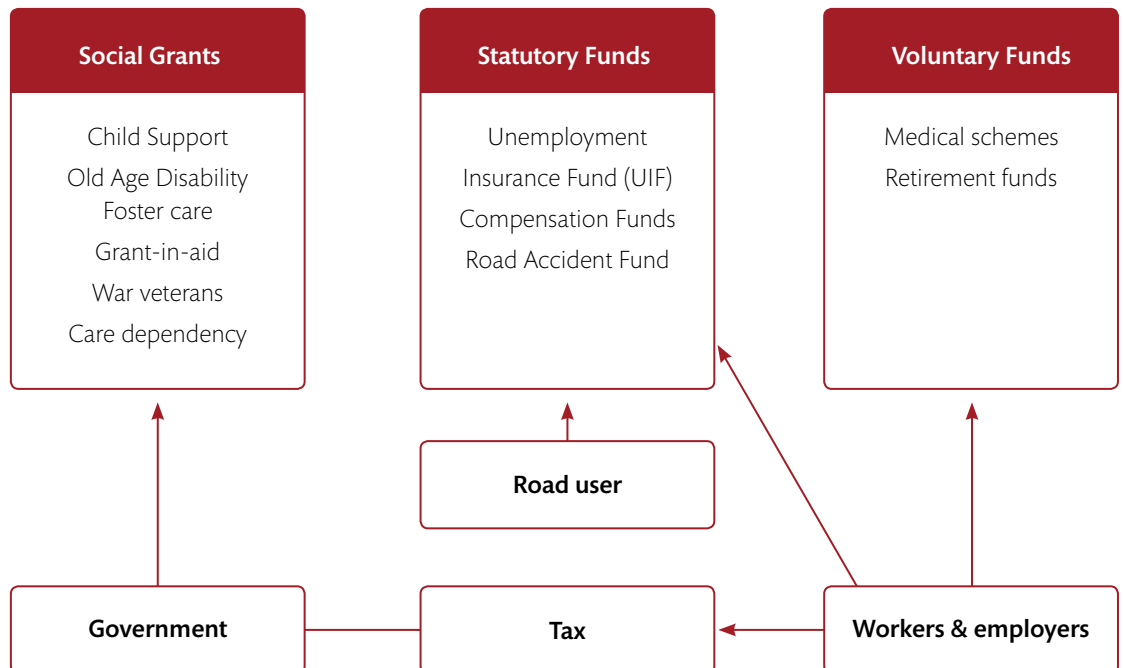 Social Grants
Child Support
Old Age Disability
Foster care
Grant-in-aid
War veterans
Care dependency
Statutory Funds
Unemployment
Insurance Fund (UIF)
Compensation Funds
Road Accident Fund
Voluntary Funds
Medical schemes
Retirement funds
Road user
Government
Tax
Workers & employers